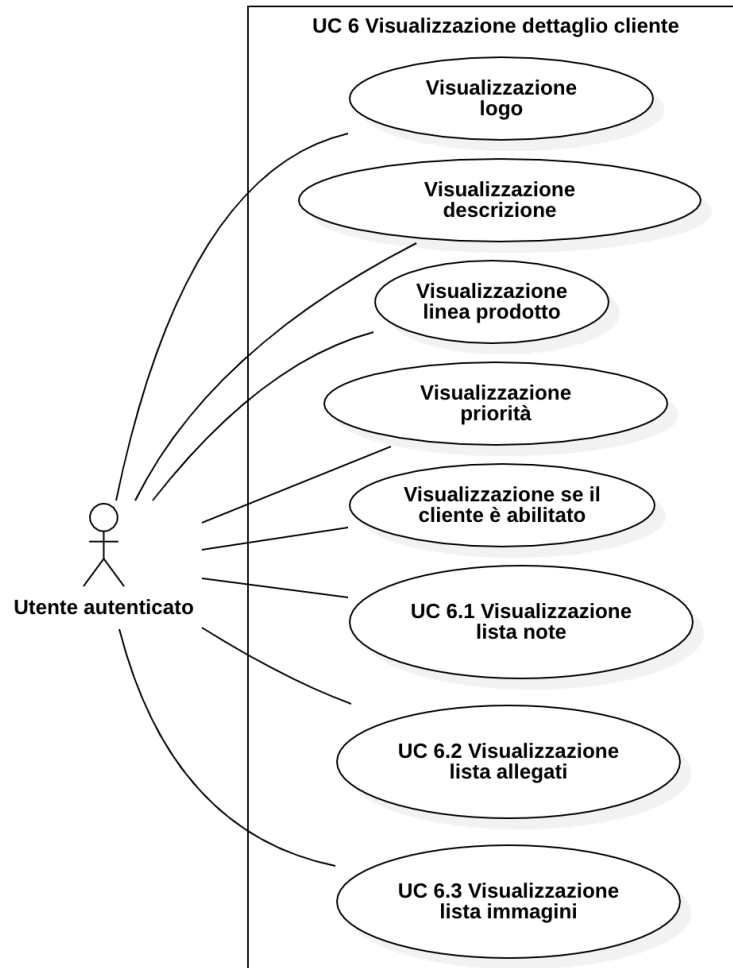 UC 6 Visualizzazione dettaglio cliente
Visualizzazione
logo
Visualizzazione
descrizione
Visualizzazione
linea prodotto
Visualizzazione
priorità
Visualizzazione se il
cliente è abilitato
Utente autenticato
UC 6.1 Visualizzazione
lista note
UC 6.2 Visualizzazione
lista allegati
UC 6.3 Visualizzazione
lista immagini